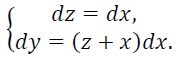 dz = dx,
dy = (z + x)dx.